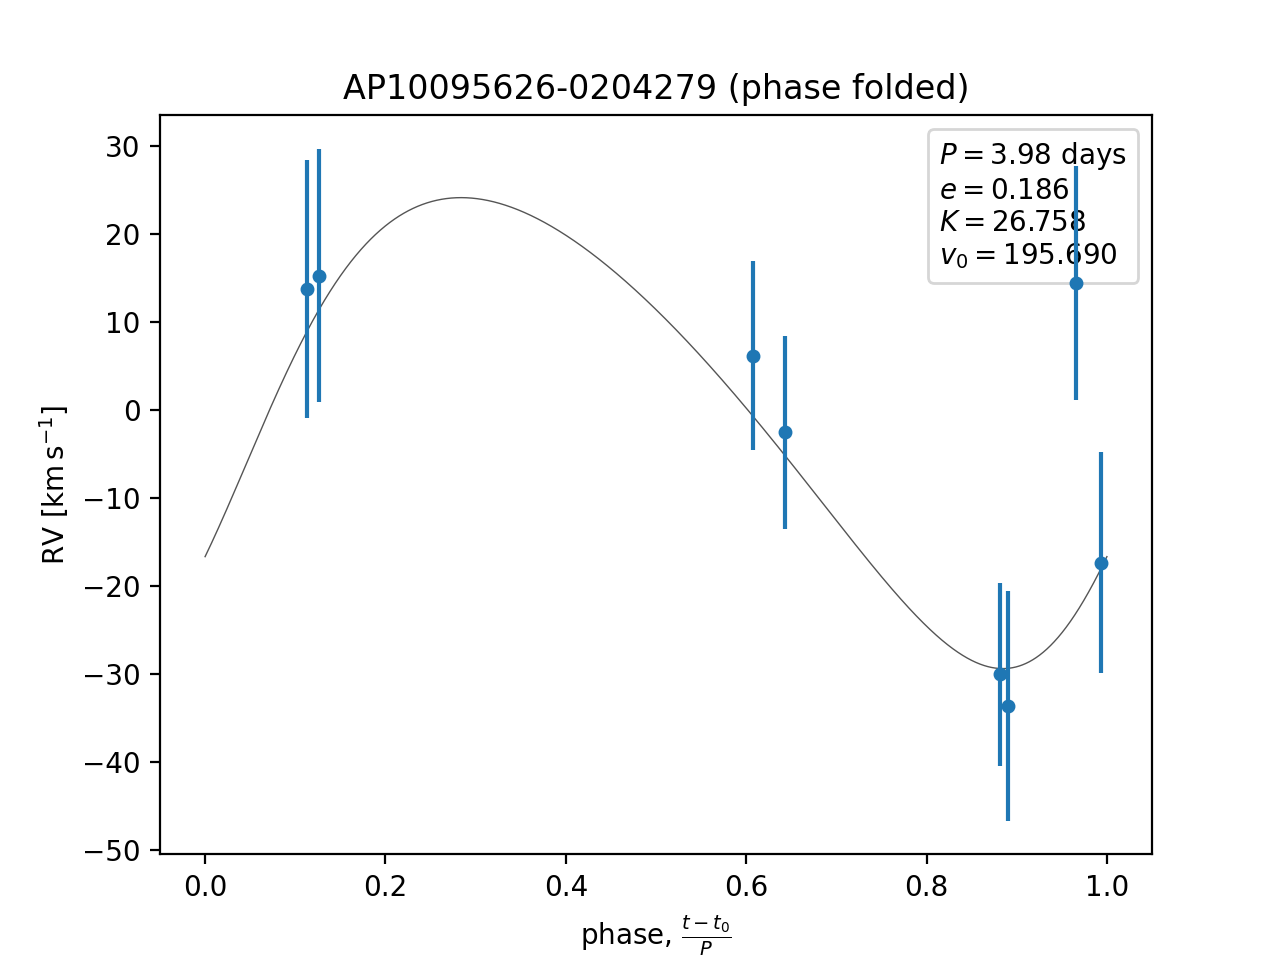 AP10095626-0204279 (phase folded)
P = 3.98 days
e = 0.186
K = 26.758
v₀ = 195.690
30
20
10
0
−10
−20
−30
−40
−50
RV [km s⁻¹]
0.0 0.2 0.4 0.6 0.8 1.0
phase, (t − t₀)/P